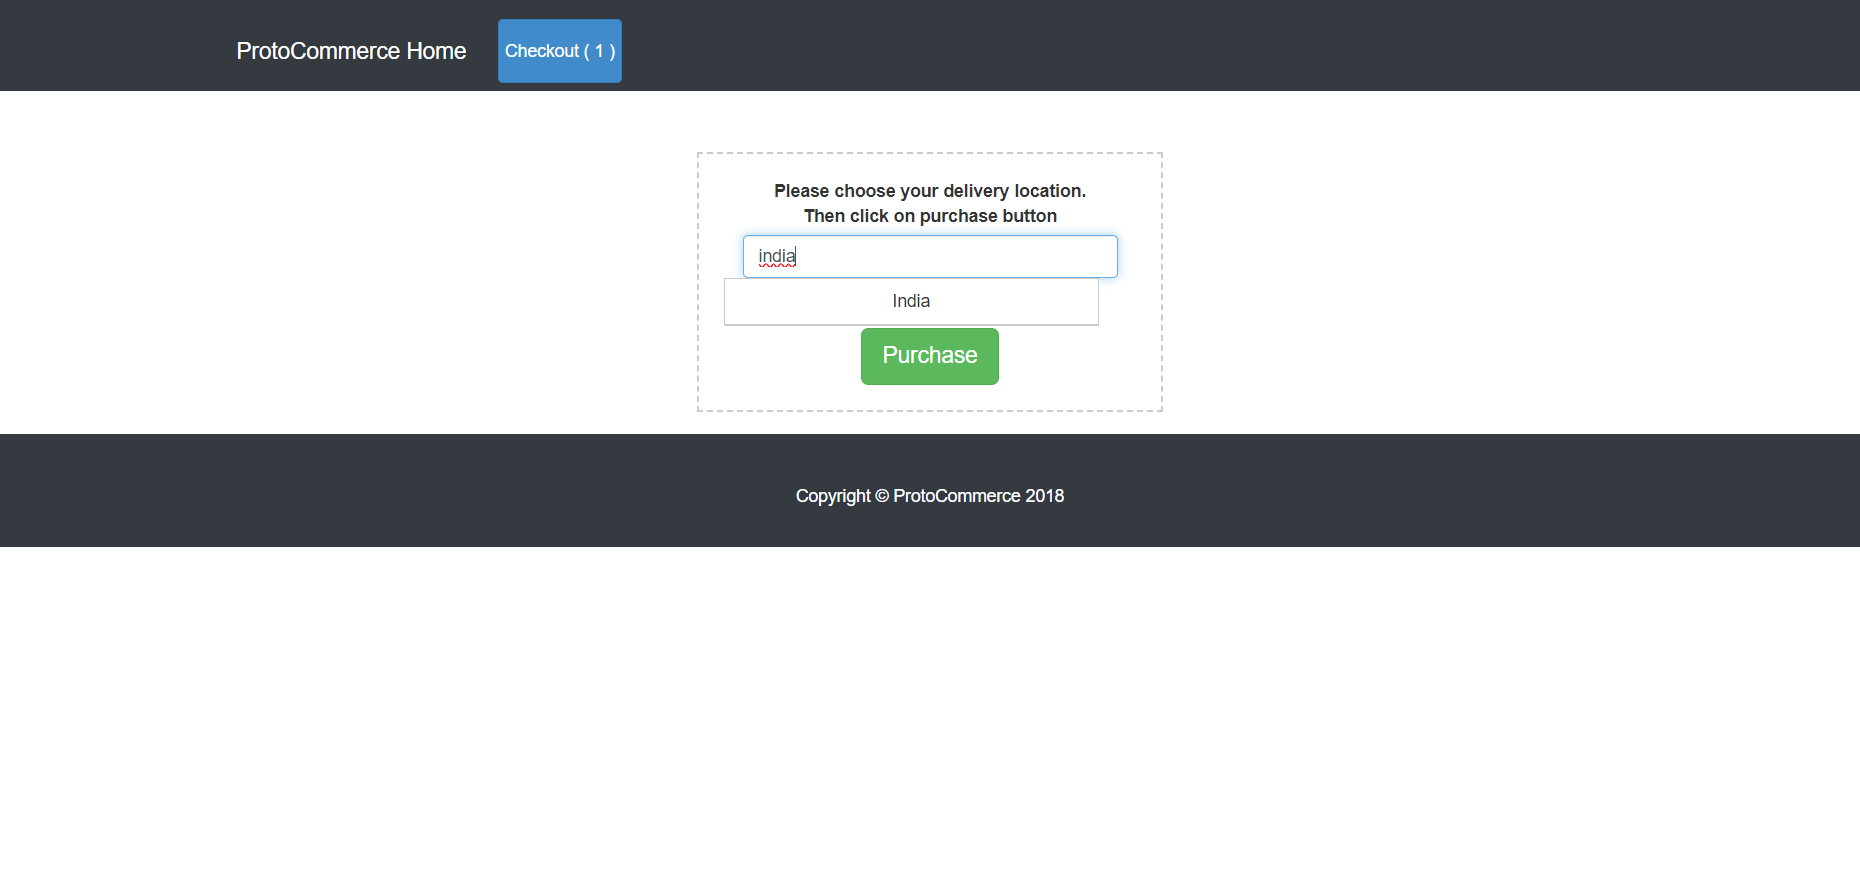 ProtoCommerce Home
Checkout ( 1 )
Please choose your delivery location.
Then click on purchase button
india
India
Purchase
Copyright © ProtoCommerce 2018